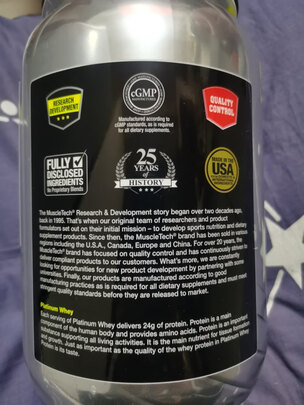 RESEARCH
DEVELOPMENT
cGMP
MANUFACTURED
QUALITY
CONTROL
Manufactured according to
cGMP standards, as is required
for all dietary supplements.
FULLY
DISCLOSED
INGREDIENTS
No Proprietary Blends
25
YEARS
OF
HISTORY
MADE IN THE
USA
The MuscleTech® Research & Development story began over two decades ago,
back in 1995. That's when our original team of researchers and product
formulators set out on their initial mission – to develop sports nutrition and dietary
supplement products. Since then, the MuscleTech® brand has been sold in various
regions including the U.S.A., Canada, Europe and China. For over 20 years, the
MuscleTech® brand has focused on quality control and has continually striven to
deliver compliant products to our customers. What's more, we are constantly
looking for opportunities for new product development by partnering with some
universities. Finally, our products are manufactured according to good
manufacturing practices as is required for all dietary supplements and must meet
stringent quality standards before they are released to market.
Platinum Whey
Each serving of Platinum Whey delivers 24g of protein. Protein is a main
component of the human body and provides amino acids. Protein is an important
substance supporting all living activities. It is the main nutrient for tissue formation
and growth. Just as important as the quality of the whey protein in Platinum Whey
Protein is its taste.